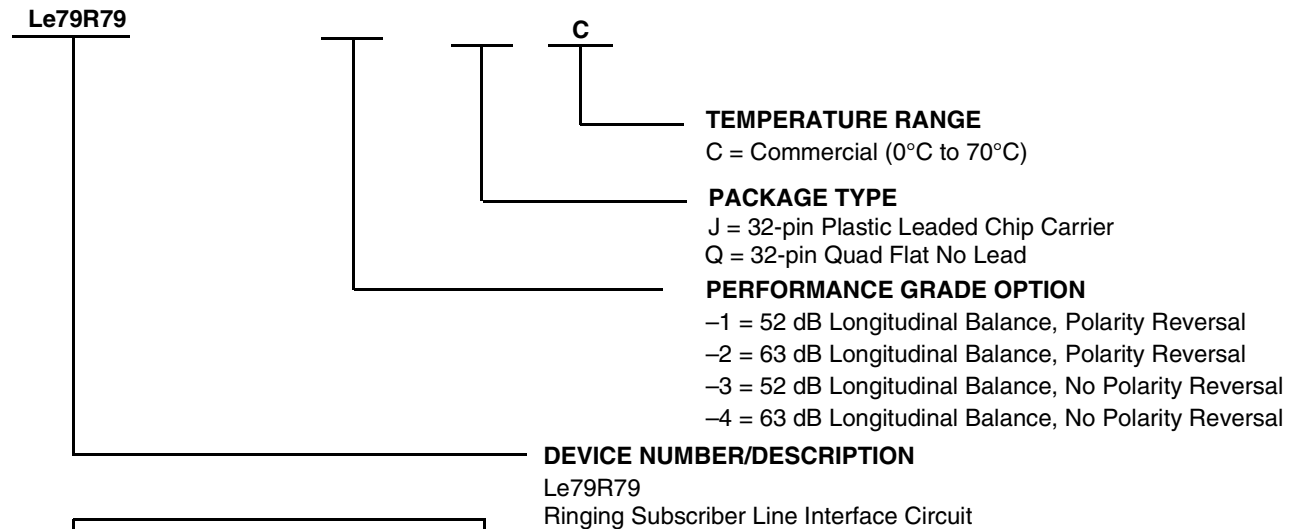 Le79R79
C
TEMPERATURE RANGE
C = Commercial (0°C to 70°C)
PACKAGE TYPE
J = 32-pin Plastic Leaded Chip Carrier
Q = 32-pin Quad Flat No Lead
PERFORMANCE GRADE OPTION
–1 = 52 dB Longitudinal Balance, Polarity Reversal
–2 = 63 dB Longitudinal Balance, Polarity Reversal
–3 = 52 dB Longitudinal Balance, No Polarity Reversal
–4 = 63 dB Longitudinal Balance, No Polarity Reversal
DEVICE NUMBER/DESCRIPTION
Le79R79
Ringing Subscriber Line Interface Circuit